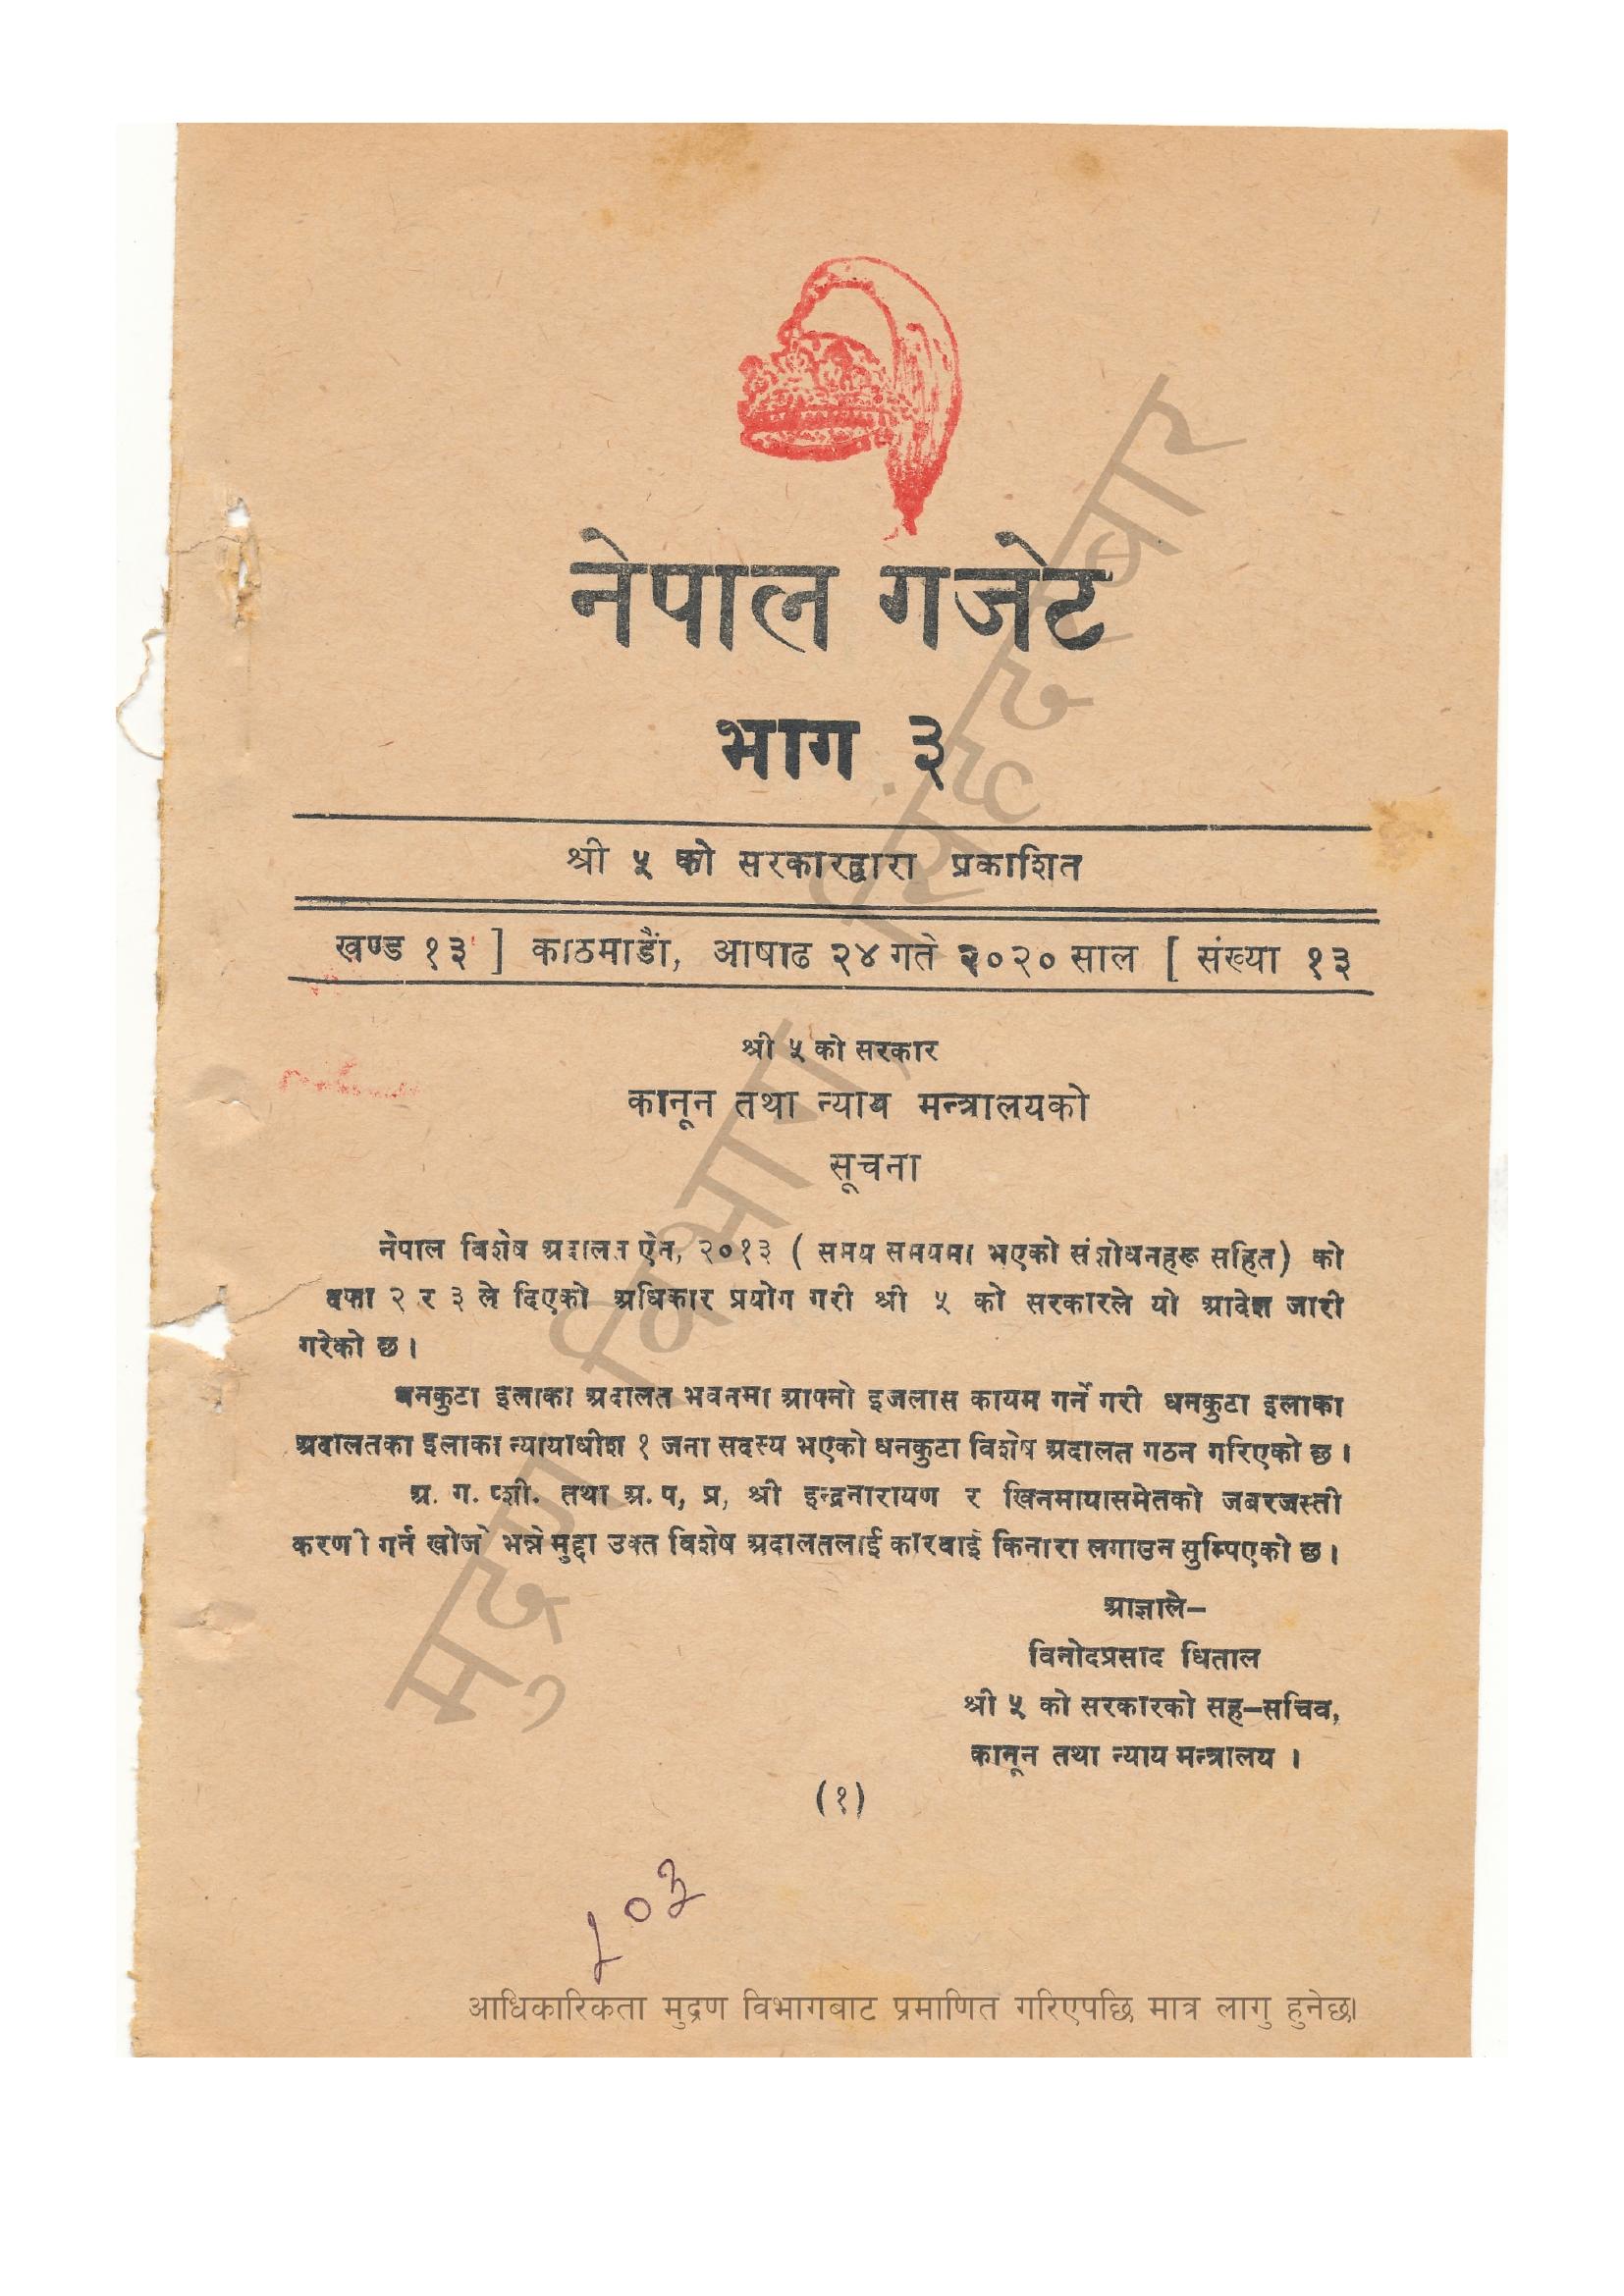 नेपाल गजेट
भाग ३
श्री ५ को सरकारद्वारा प्रकाशित
खण्ड १३ ] काठमाडौं, आषाढ २४ गते २०२० साल [ संख्या १३
श्री ५ को सरकार
कानून तथा न्याय मन्त्रालयको
सूचना
नेपाल विशेष अदालत ऐन, २०१३ ( समय समयमा भएको संशोधनहरू सहित) को
दफा २ र ३ ले दिएको अधिकार प्रयोग गरी श्री ५ को सरकारले यो आदेश जारी
गरेको छ ।
धनकुटा इलाका अदालत भवनमा आफ्नो इजलास कायम गर्ने गरी धनकुटा इलाका
अदालतका इलाका न्यायाधीश १ जना सदस्य भएको धनकुटा विशेष अदालत गठन गरिएको छ ।
अ. ग. तथा अ. प, प्र, श्री इन्द्रनारायण र खिनमायासमेतको जबरजस्ती
करणी गर्न खोजे भन्ने मुद्दा उक्त विशेष अदालतलाई कारवाई किनारा लगाउन सुम्पिएको छ ।
आज्ञाले–
विनोदप्रसाद धिताल
श्री ५ को सरकारको सह–सचिव,
कानून तथा न्याय मन्त्रालय ।
(१)
१०३
आधिकारिकता मुद्रण विभागबाट प्रमाणित गरिएपछि मात्र लागु हुनेछ।
मुद्रण विभाग, सिंहदरबार